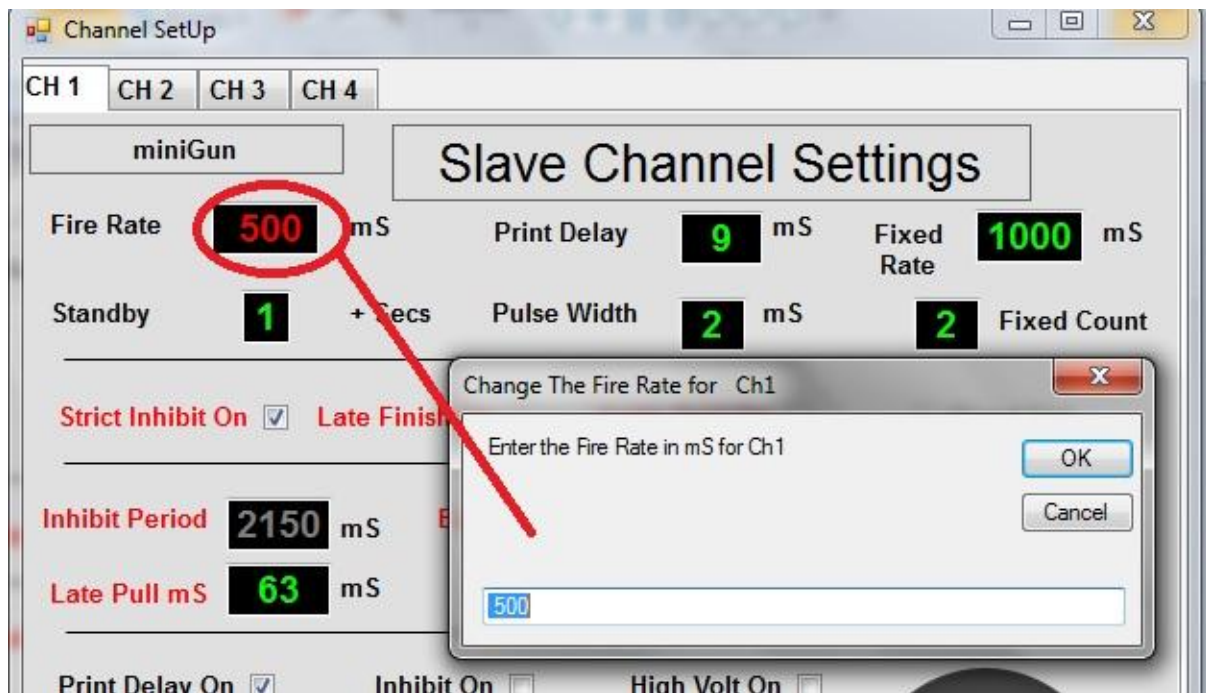 Channel SetUp
CH 1 CH 2 CH 3 CH 4
miniGun
Slave Channel Settings
Fire Rate 500 mS Print Delay 9 mS Fixed Rate 1000 mS
Standby 1 + Secs Pulse Width 2 mS 2 Fixed Count
Change The Fire Rate for Ch1
Strict Inhibit On Late Finish
Enter the Fire Rate in mS for Ch1
OK
Cancel
Inhibit Period 2150 mS
Late Pull mS 63 mS
500
Print Delay On Inhibit On High Volt On